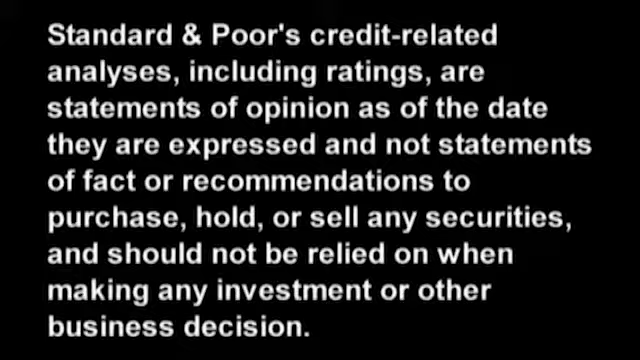 Standard & Poor's credit-related
analyses, including ratings, are
statements of opinion as of the date
they are expressed and not statements
of fact or recommendations to
purchase, hold, or sell any securities,
and should not be relied on when
making any investment or other
business decision.